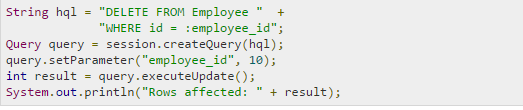 String hql = "DELETE FROM Employee "  +
             "WHERE id = :employee_id";
Query query = session.createQuery(hql);
query.setParameter("employee_id", 10);
int result = query.executeUpdate();
System.out.println("Rows affected: " + result);